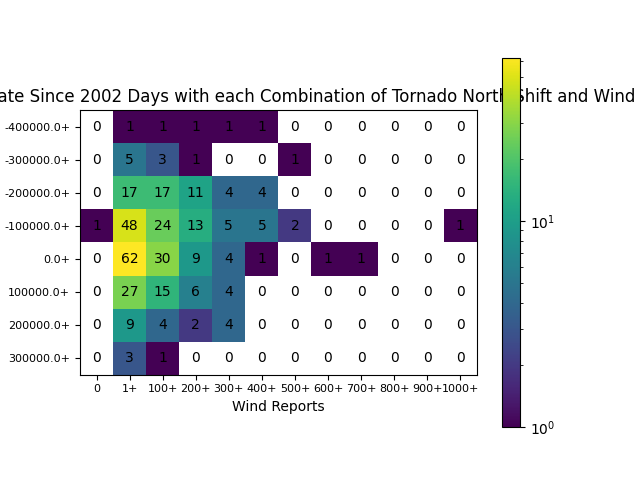 ate Since 2002 Days with each Combination of Tornado North Shift and Wind
-400000.0+ 0 1 1 1 1 1 0 0 0 0 0 0
-300000.0+ 0 5 3 1 0 0 1 0 0 0 0 0
-200000.0+ 0 17 17 11 4 4 0 0 0 0 0 0
-100000.0+ 1 48 24 13 5 5 2 0 0 0 0 1
0.0+ 0 62 30 9 4 1 0 1 1 0 0 0
100000.0+ 0 27 15 6 4 0 0 0 0 0 0 0
200000.0+ 0 9 4 2 4 0 0 0 0 0 0 0
300000.0+ 0 3 1 0 0 0 0 0 0 0 0 0
0 1+ 100+ 200+ 300+ 400+ 500+ 600+ 700+ 800+ 900+ 1000+
Wind Reports
10¹
10⁰